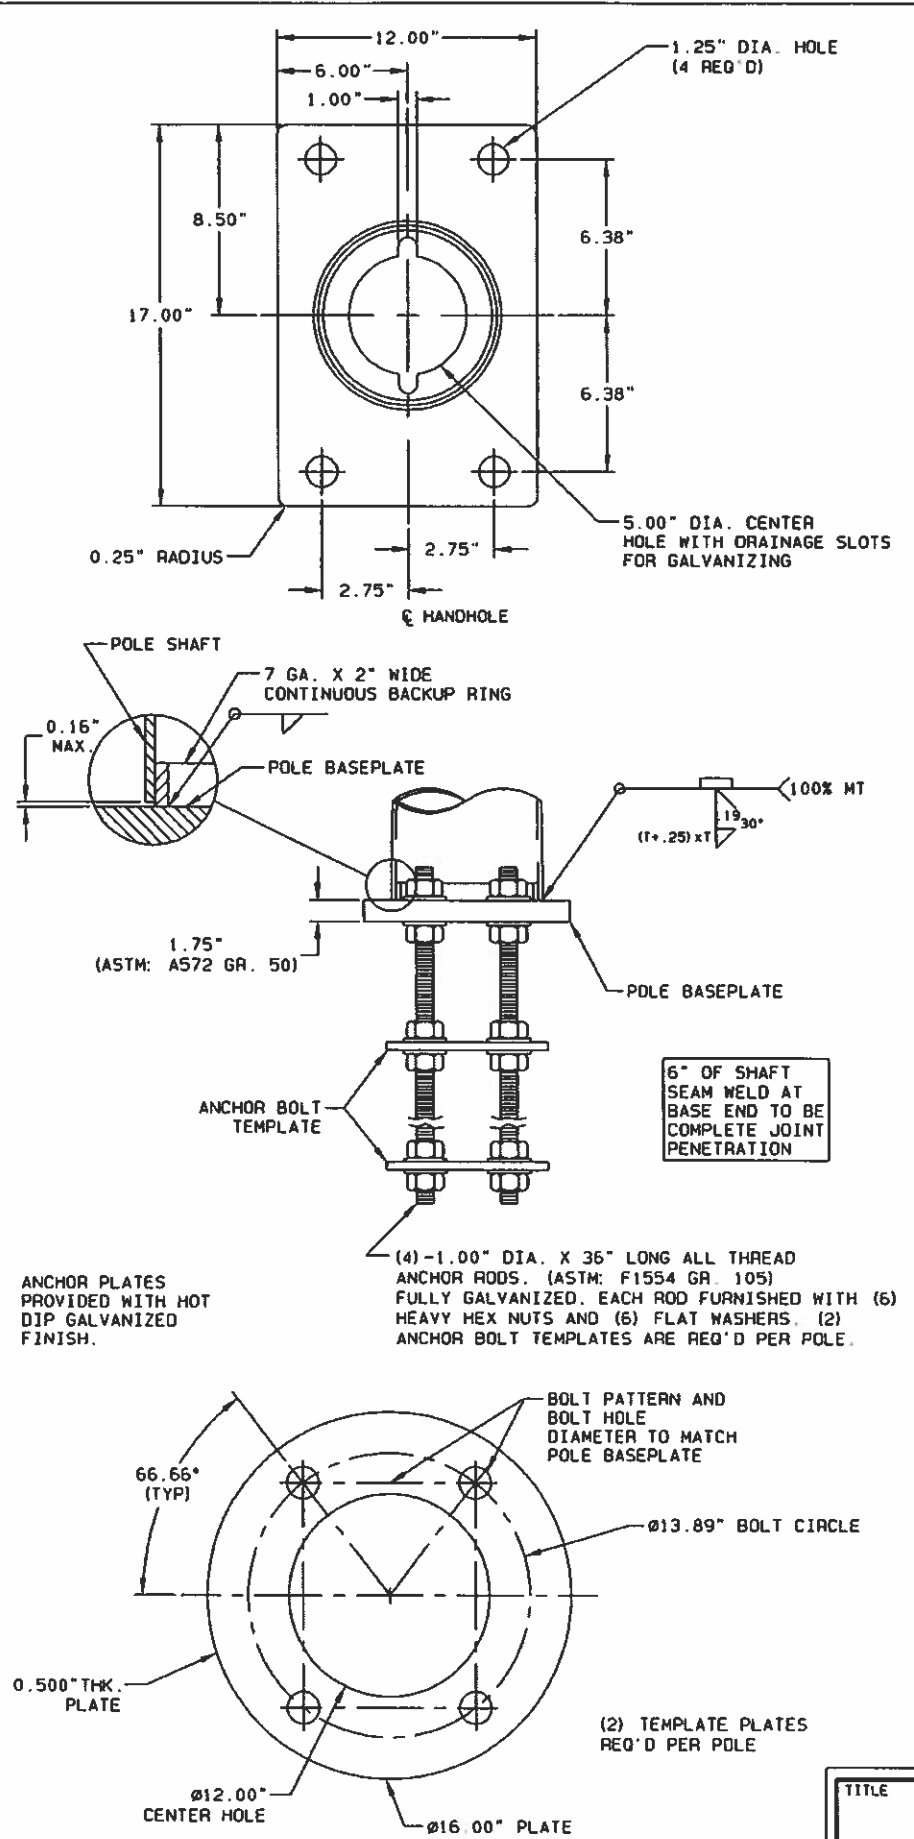 12.00"
6.00"
1.00"
1.25" DIA. HOLE
(4 REQ'D)
8.50"
6.38"
17.00"
6.38"
5.00" DIA. CENTER
HOLE WITH DRAINAGE SLOTS
FOR GALVANIZING
0.25" RADIUS
2.75"
2.75"
℄ HANDHOLE
POLE SHAFT
7 GA. X 2" WIDE
CONTINUOUS BACKUP RING
0.16"
MAX.
POLE BASEPLATE
100% MT
19
30°
(T+.25)xT
1.75"
(ASTM: A572 GR. 50)
POLE BASEPLATE
6" OF SHAFT
SEAM WELD AT
BASE END TO BE
COMPLETE JOINT
PENETRATION
ANCHOR BOLT
TEMPLATE
(4)-1.00" DIA. X 36" LONG ALL THREAD
ANCHOR RODS. (ASTM: F1554 GR. 105)
FULLY GALVANIZED. EACH ROD FURNISHED WITH (6)
HEAVY HEX NUTS AND (6) FLAT WASHERS. (2)
ANCHOR BOLT TEMPLATES ARE REQ'D PER POLE.
ANCHOR PLATES
PROVIDED WITH HOT
DIP GALVANIZED
FINISH.
BOLT PATTERN AND
BOLT HOLE
DIAMETER TO MATCH
POLE BASEPLATE
66.66°
(TYP)
Ø13.89" BOLT CIRCLE
0.500" THK.
PLATE
(2) TEMPLATE PLATES
REQ'D PER POLE
Ø12.00"
CENTER HOLE
Ø16.00" PLATE
TITLE